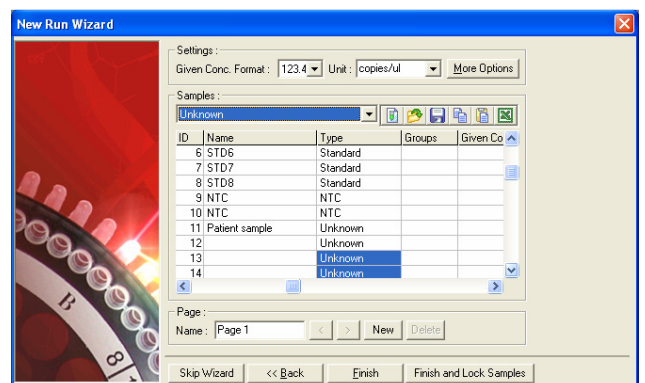 New Run Wizard
Settings :
Given Conc. Format : 123.4 Unit : copies/ul More Options
Samples :
Unknown
ID Name Type Groups Given Co
6 STD6 Standard
7 STD7 Standard
8 STD8 Standard
9 NTC NTC
10 NTC NTC
11 Patient sample Unknown
12 Unknown
13 Unknown
14 Unknown
Page :
Name : Page 1 < > New Delete
Skip Wizard << Back Finish Finish and Lock Samples
B
8